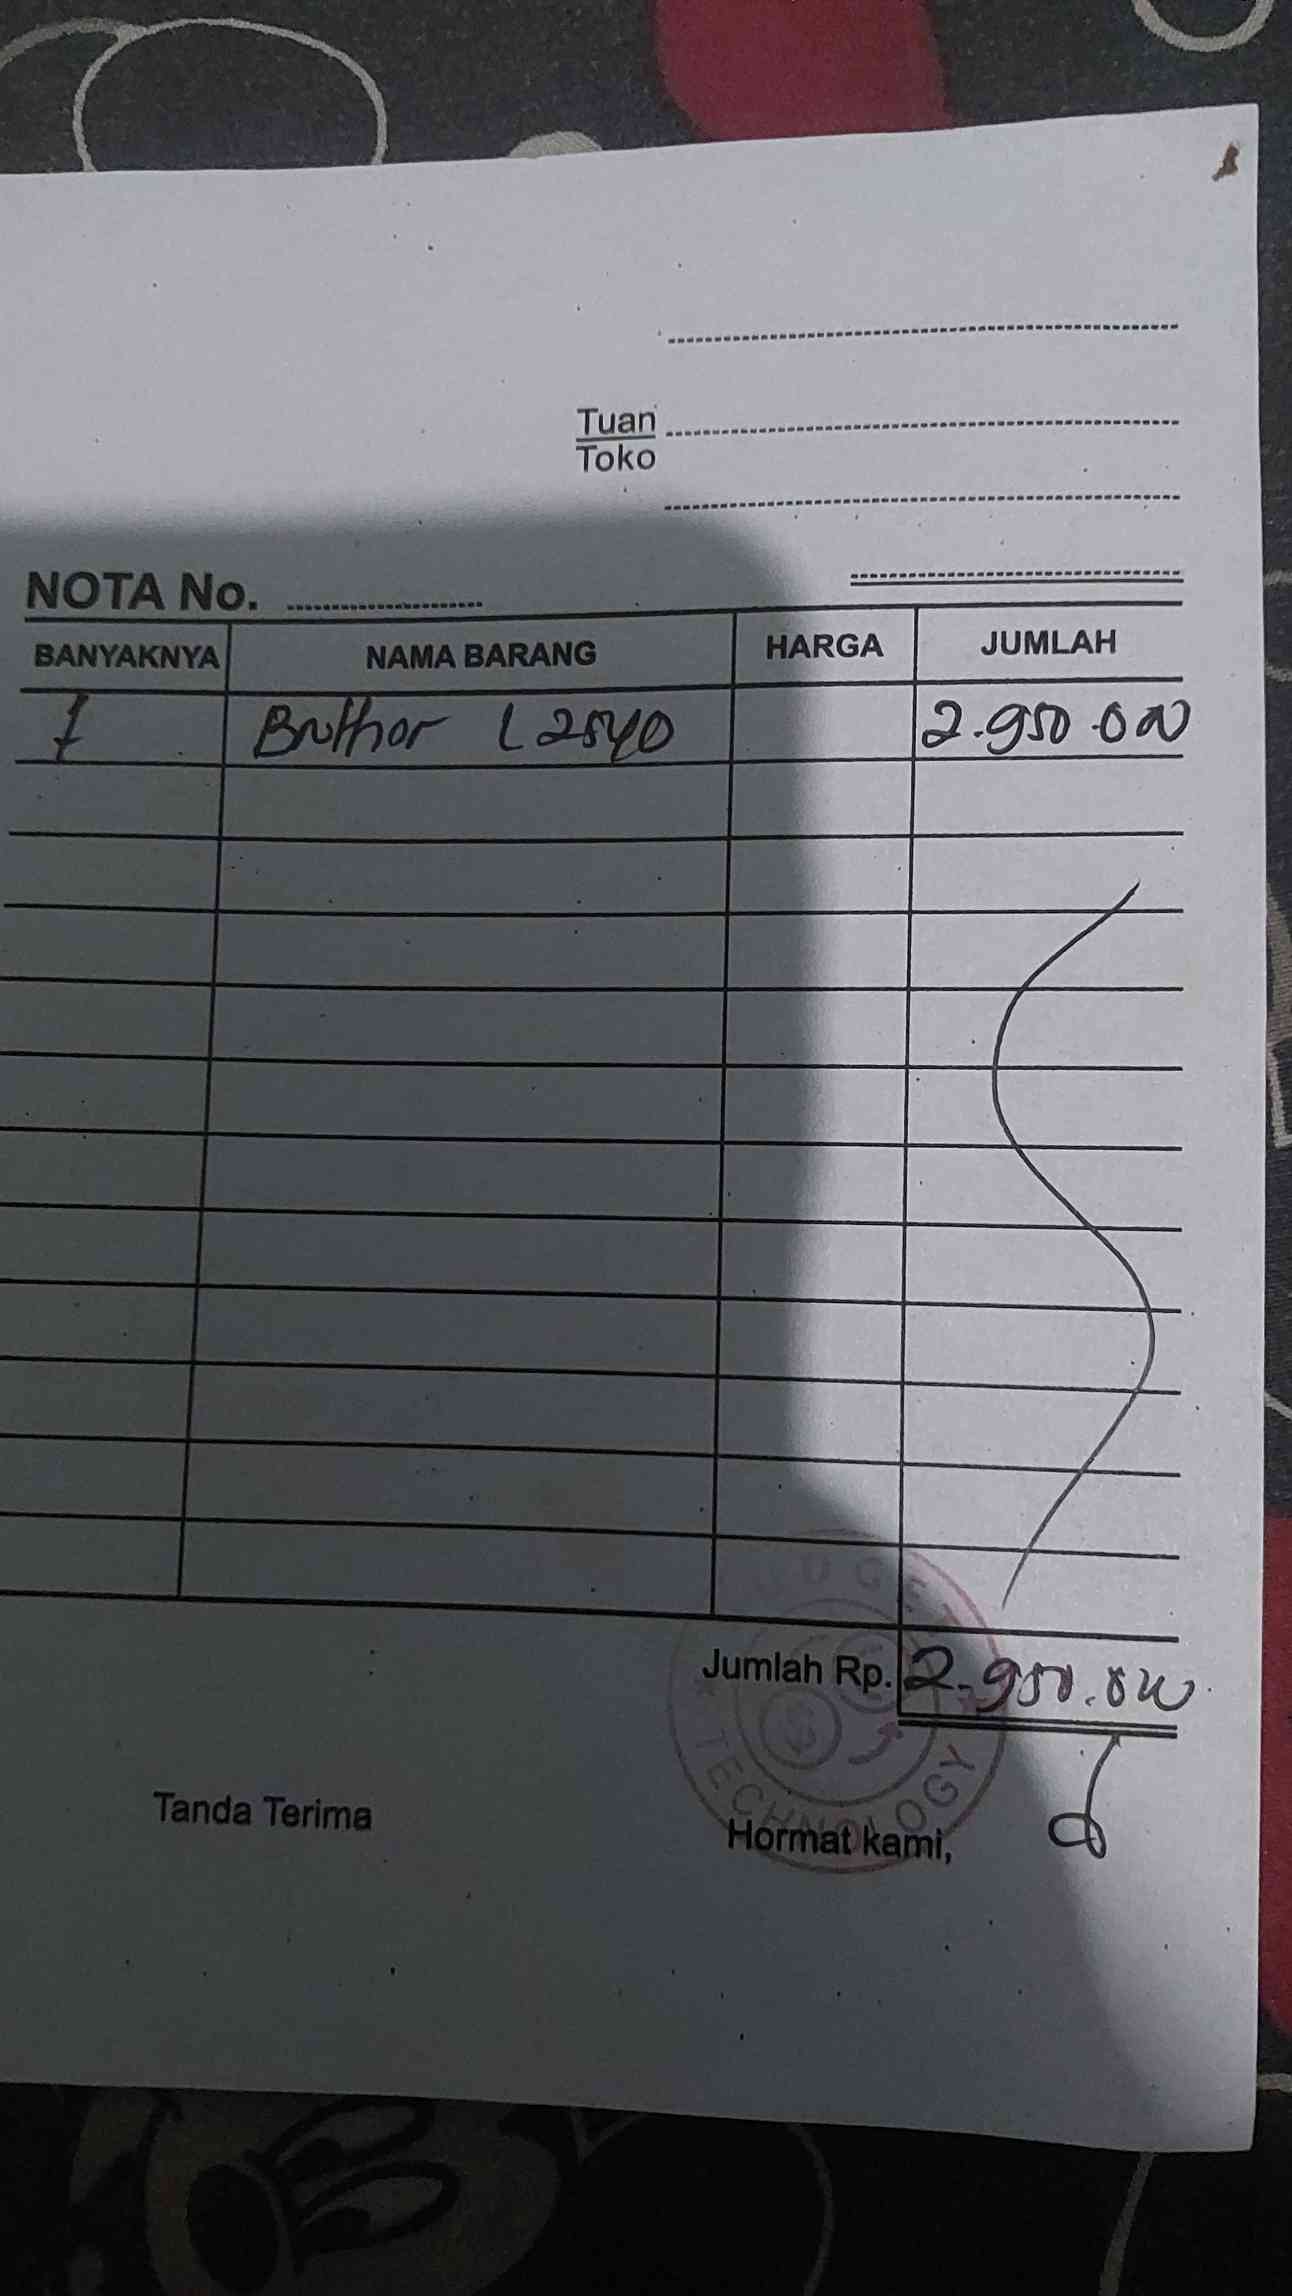 Tuan
Toko
NOTA No.
BANYAKNYA NAMA BARANG HARGA JUMLAH
1 Brother L2540 2.950.000
Jumlah Rp. 2.950.000
Tanda Terima
Hormat kami,
TECHNOLOGY